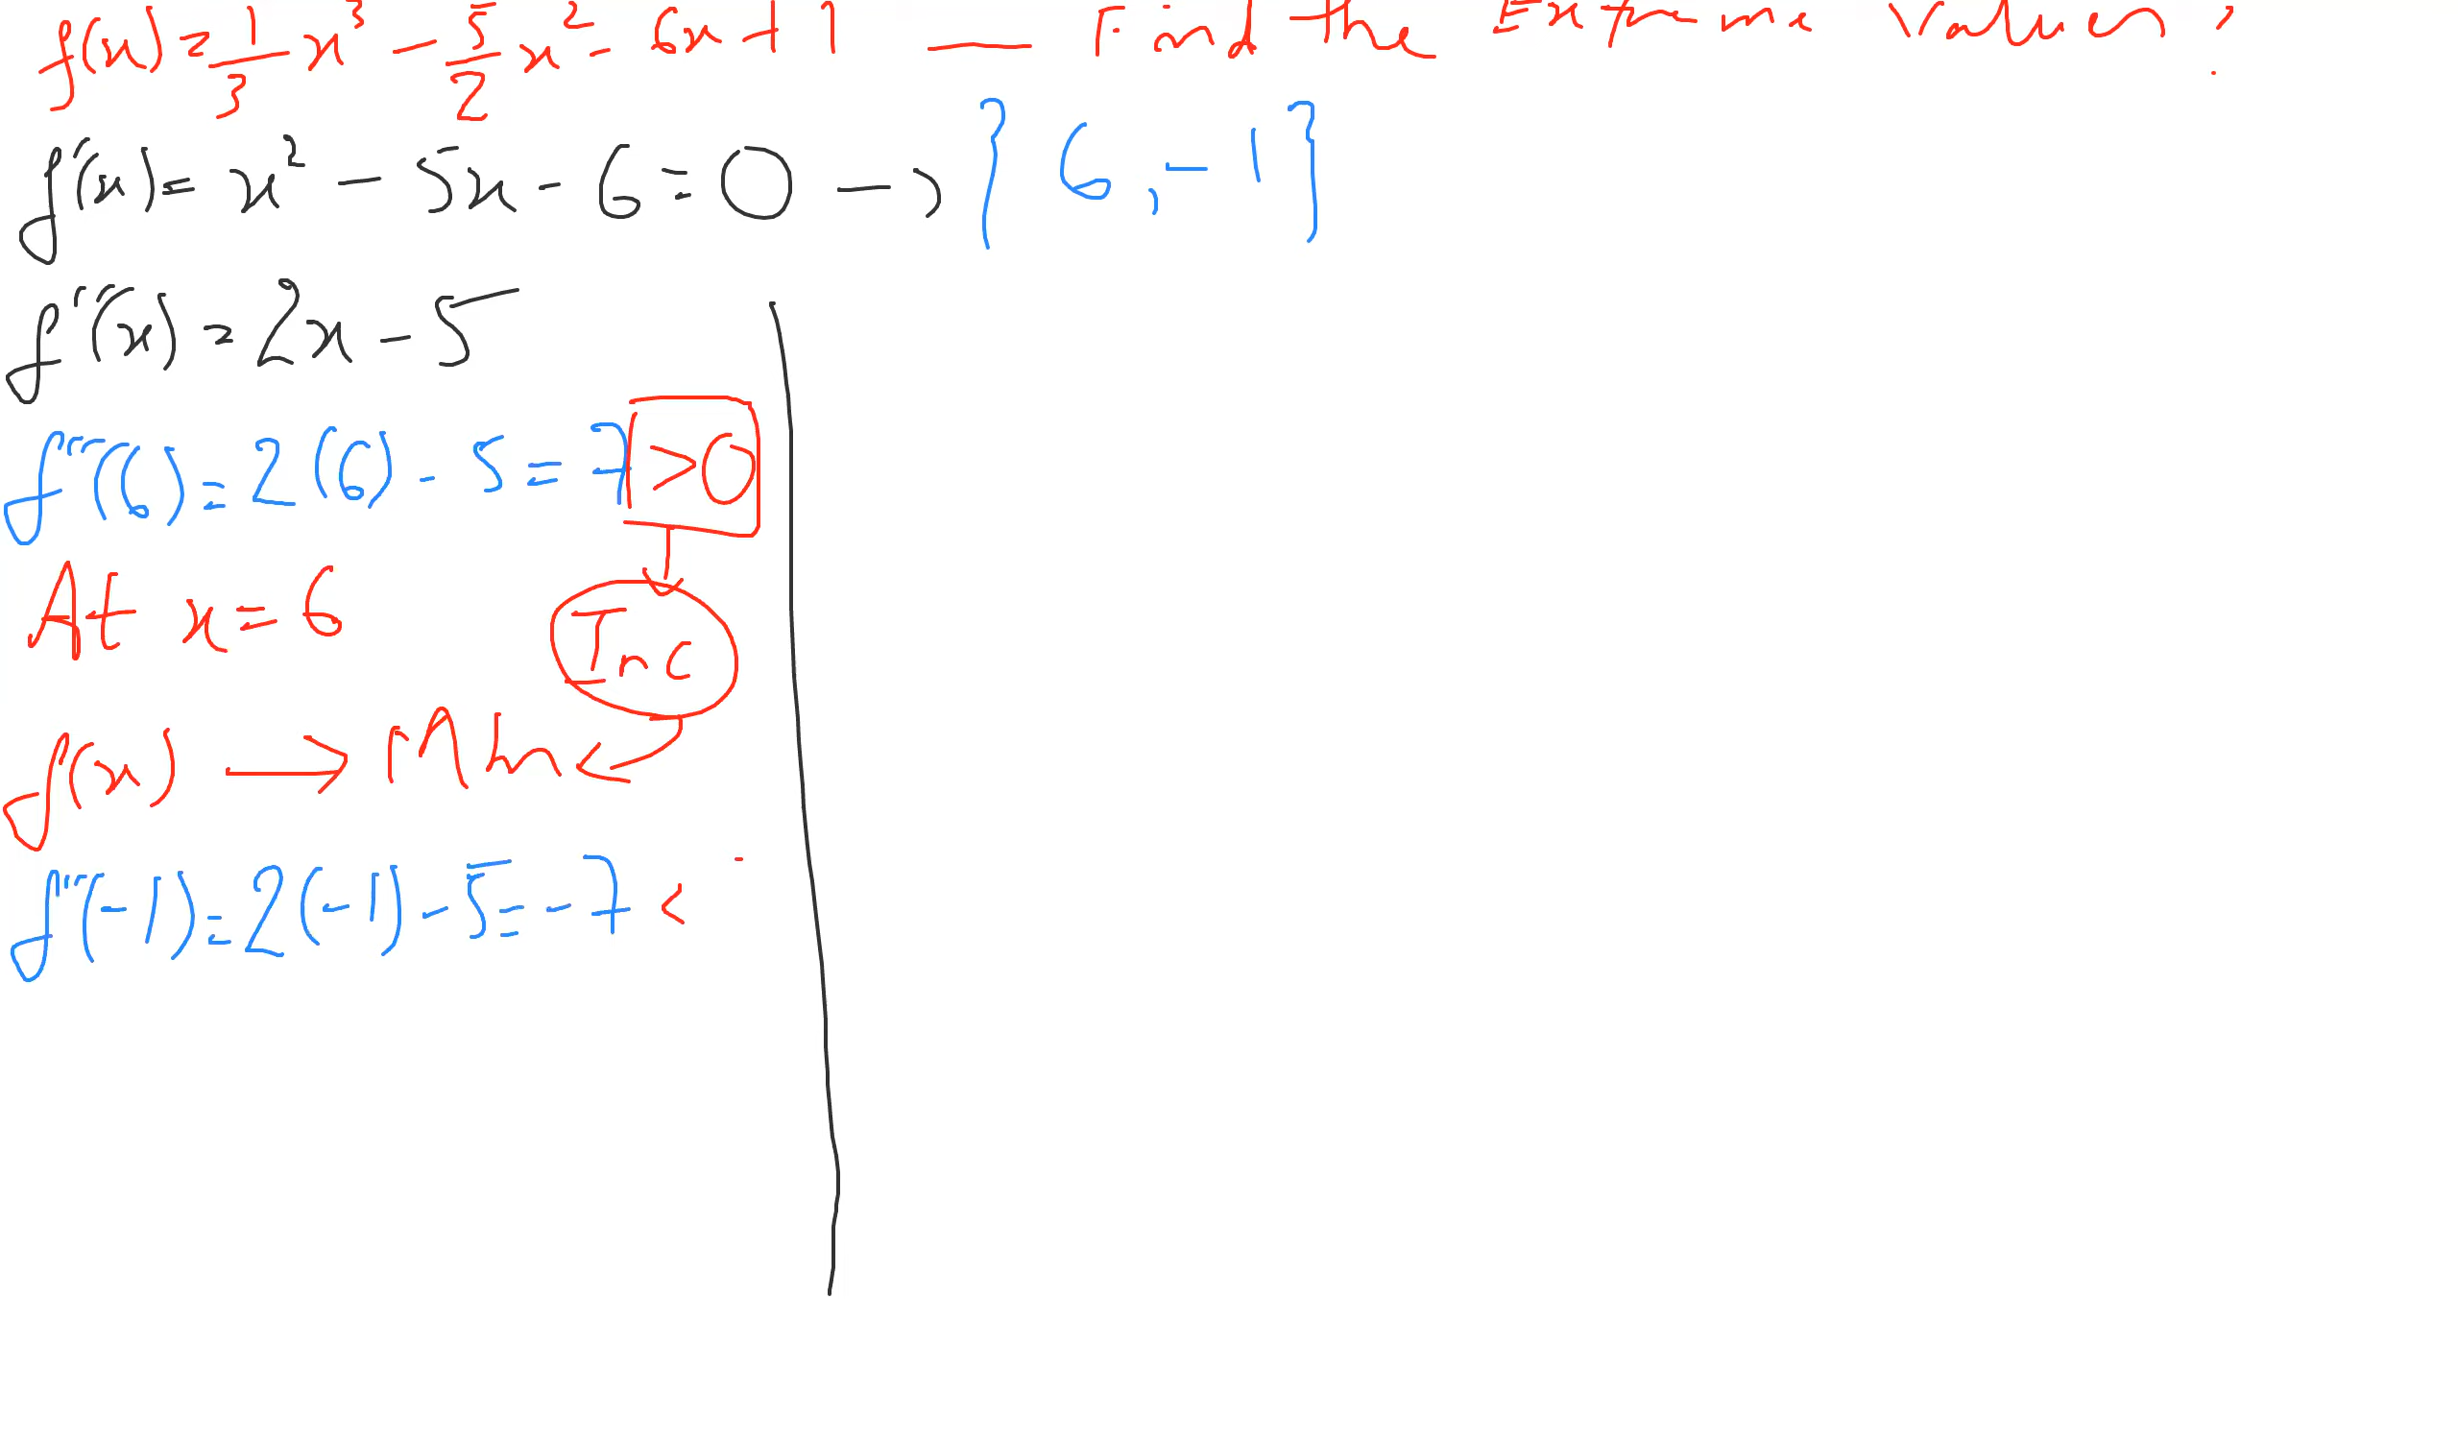 f(x) = 1/3 x³ - 5/2 x² - 6x + 1 — Find the Extreme Values ?
f'(x) = x² - 5x - 6 = 0 → {6, -1}
f''(x) = 2x - 5
f''(6) = 2(6) - 5 = 7 > 0
At x = 6
Inc
f(x) → Min
f''(-1) = 2(-1) - 5 = -7 <